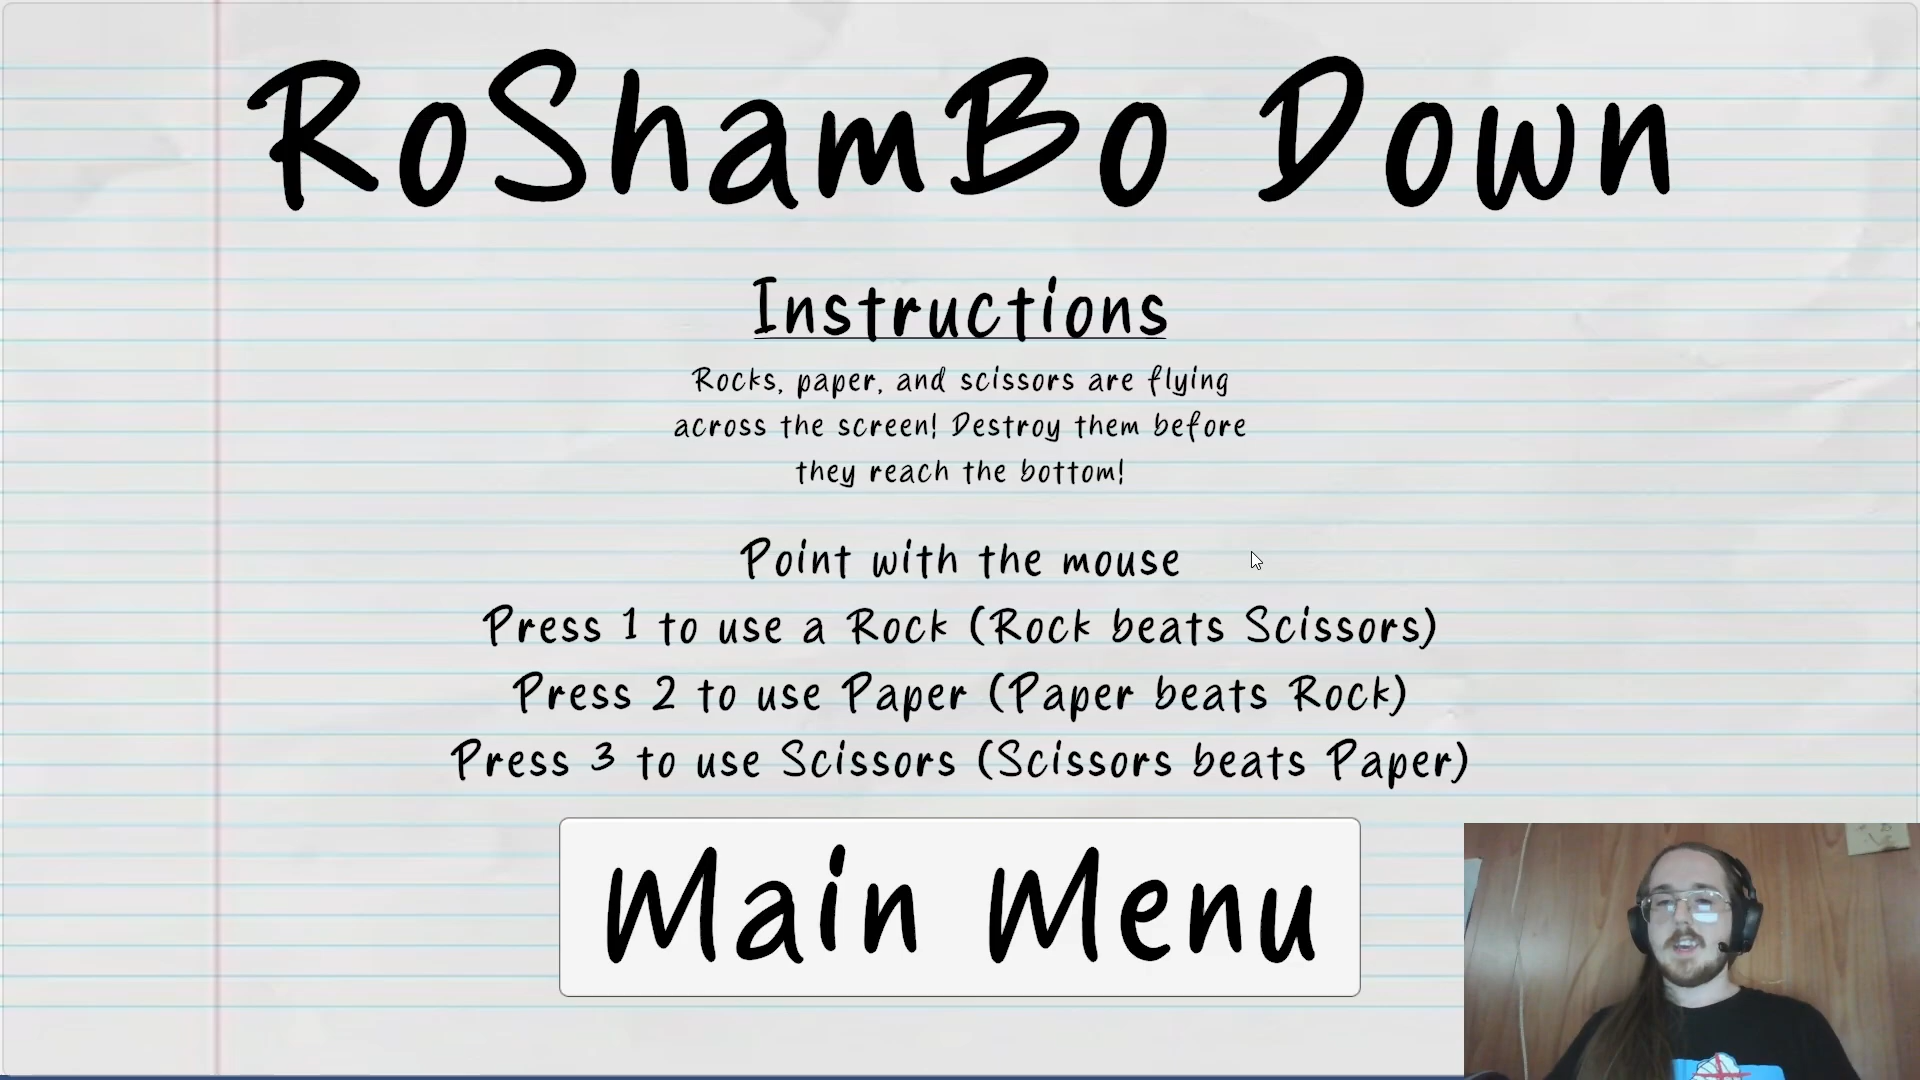 RoShamBo Down
Instructions
Rocks, paper, and scissors are flying
across the screen! Destroy them before
they reach the bottom!
Point with the mouse
Press 1 to use a Rock (Rock beats Scissors)
Press 2 to use Paper (Paper beats Rock)
Press 3 to use Scissors (Scissors beats Paper)
Main Menu